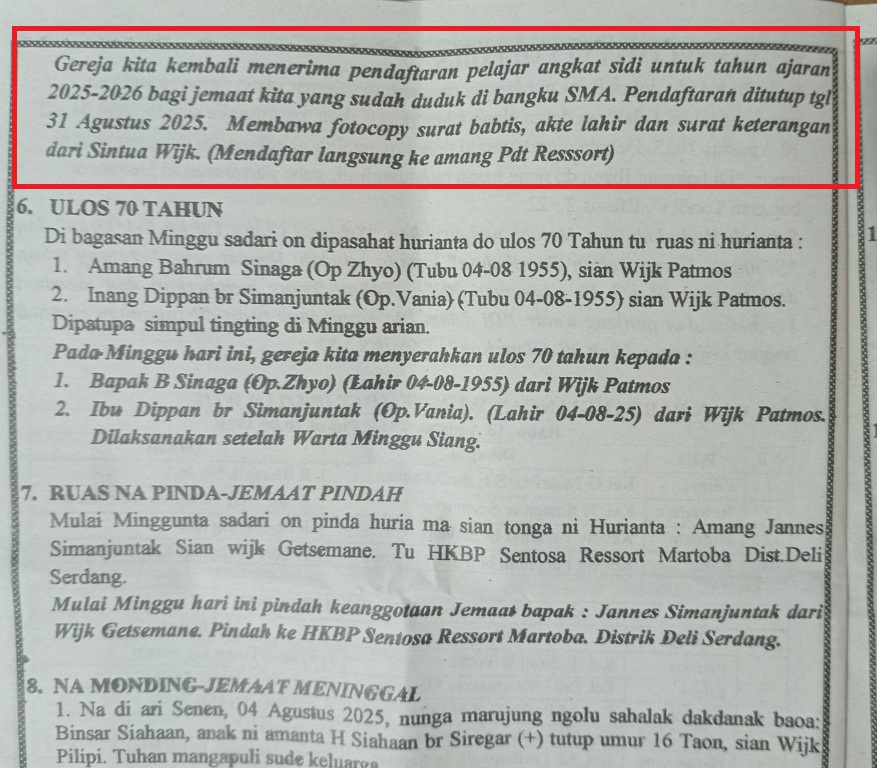 Gereja kita kembali menerima pendaftaran pelajar angkat sidi untuk tahun ajaran
2025-2026 bagi jemaat kita yang sudah duduk di bangku SMA. Pendaftaran ditutup tgl
31 Agustus 2025. Membawa fotocopy surat babtis, akte lahir dan surat keterangan
dari Sintua Wijk. (Mendaftar langsung ke amang Pdt Resssort)
6. ULOS 70 TAHUN
Di bagasan Minggu sadari on dipasahat hurianta do ulos 70 Tahun tu ruas ni hurianta :
1. Amang Bahrum Sinaga (Op Zhyo) (Tubu 04-08 1955), sian Wijk Patmos
2. Inang Dippan br Simanjuntak (Op.Vania) (Tubu 04-08-1955) sian Wijk Patmos.
Dipatupa simpul tingting di Minggu arian.
Pada Minggu hari ini, gereja kita menyerahkan ulos 70 tahun kepada :
1. Bapak B Sinaga (Op.Zhyo) (Lahir 04-08-1955) dari Wijk Patmos
2. Ibu Dippan br Simanjuntak (Op.Vania). (Lahir 04-08-25) dari Wijk Patmos.
Dilaksanakan setelah Warta Minggu Siang.
7. RUAS NA PINDA-JEMAAT PINDAH
Mulai Minggunta sadari on pinda huria ma sian tonga ni Hurianta : Amang Jannes
Simanjuntak Sian wijk Getsemane. Tu HKBP Sentosa Ressort Martoba Dist.Deli
Serdang.
Mulai Minggu hari ini pindah keanggotaan Jemaat bapak : Jannes Simanjuntak dari
Wijk Getsemane. Pindah ke HKBP Sentosa Ressort Martoba. Distrik Deli Serdang.
8. NA MONDING-JEMAAT MENINGGAL
1. Na di ari Senen, 04 Agustus 2025, nunga marujung ngolu sahalak dakdanak baoa:
Binsar Siahaan, anak ni amanta H Siahaan br Siregar (+) tutup umur 16 Taon, sian Wijk
Pilipi. Tuhan mangapuli sude keluarga